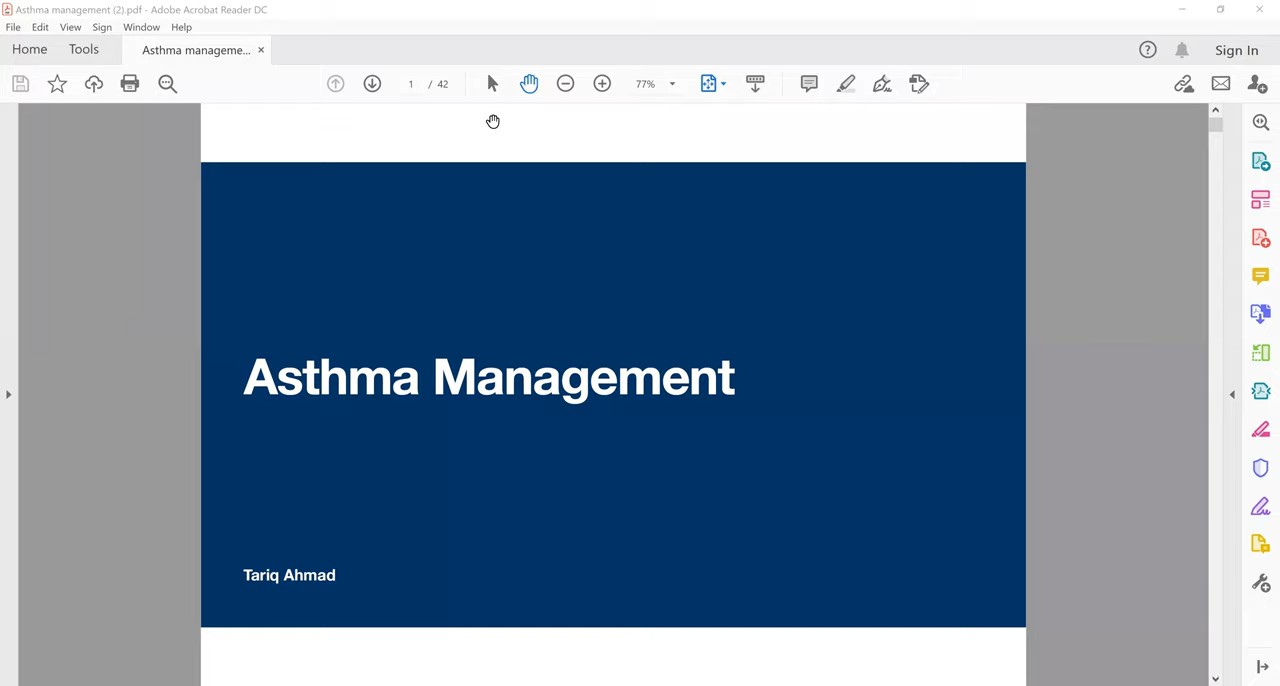 Asthma management (2).pdf - Adobe Acrobat Reader DC
File Edit View Sign Window Help
Home Tools Asthma manageme... × Sign In
1 / 42 77%
Asthma Management
Tariq Ahmad